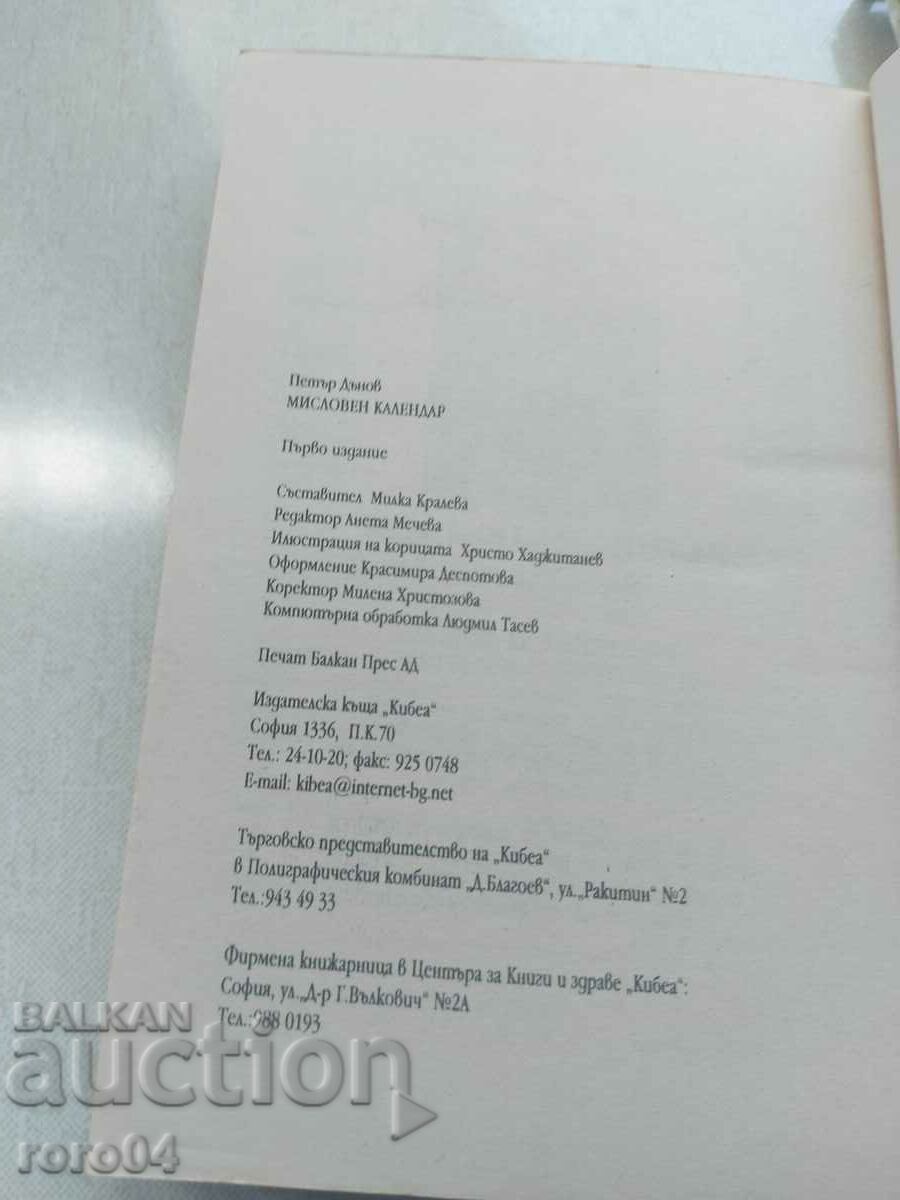 Петър Дънов
МИСЛОВЕН КАЛЕНДАР
Първо издание
Съставител Милка Кралева
Редактор Анета Мечева
Илюстрация на корицата Христо Хаджитанев
Оформление Красимира Деспотова
Коректор Милена Христозова
Компютърна обработка Людмил Тасев
Печат Балкан Прес АД
Издателска къща „Кибеа“
София 1336, П.К.70
Тел.: 24-10-20; факс: 925 0748
E-mail: kibea@internet-bg.net
Търговско представителство на „Кибеа“
в Полиграфическия комбинат „Д.Благоев“, ул.„Ракитин“ №2
Тел.:943 49 33
Фирмена книжарница в Центъра за Книги и здраве „Кибеа“:
София, ул.„Д-р Г.Вълкович“ №2А
Тел.:988 0193
BALKAN
auction
roro04